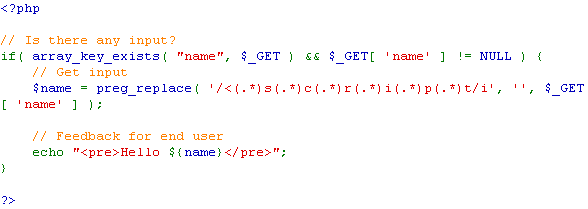 <?php
// Is there any input?
if( array_key_exists( "name", $_GET ) && $_GET[ 'name' ] != NULL ) {
    // Get input
    $name = preg_replace( '/<(.*)s(.*)c(.*)r(.*)i(.*)p(.*)t/i', '', $_GET
[ 'name' ] );
    // Feedback for end user
    echo "<pre>Hello ${name}</pre>";
}
?>